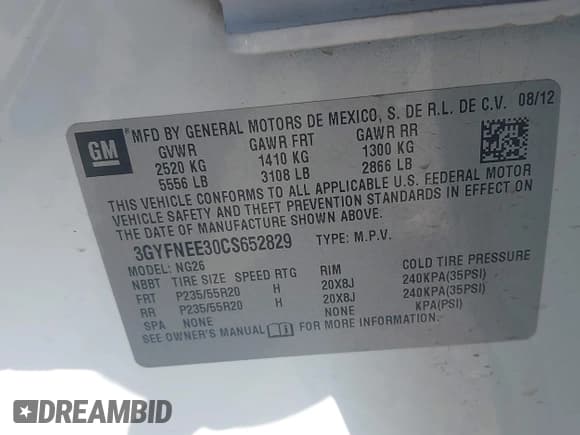 GM
® MFD BY GENERAL MOTORS DE MEXICO, S. DE R.L. DE C.V. 08/12
GVWR GAWR FRT GAWR RR
2520 KG 1410 KG 1300 KG
5556 LB 3108 LB 2866 LB
THIS VEHICLE CONFORMS TO ALL APPLICABLE U.S. FEDERAL MOTOR
VEHICLE SAFETY AND THEFT PREVENTION STANDARDS IN EFFECT ON
THE DATE OF MANUFACTURE SHOWN ABOVE.
3GYFNEE30CS652829 TYPE: M.P.V.
MODEL: NG26
NBBT TIRE SIZE SPEED RTG RIM COLD TIRE PRESSURE
FRT P235/55R20 H 20X8J 240KPA(35PSI)
RR P235/55R20 H 20X8J 240KPA(35PSI)
SPA NONE NONE KPA(PSI)
SEE OWNER'S MANUAL FOR MORE INFORMATION.
DREAMBID